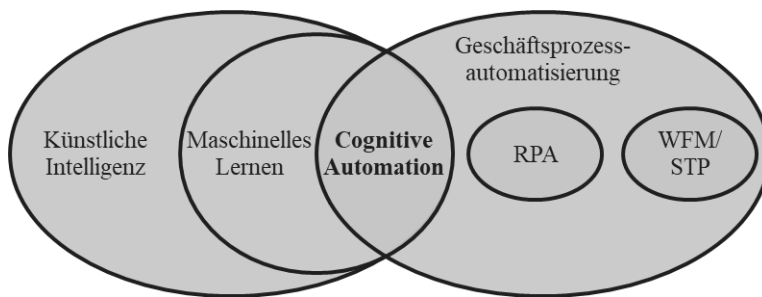 Geschäftsprozess-
automatisierung
Künstliche
Intelligenz
Maschinelles
Lernen
Cognitive
Automation
RPA
WFM/
STP